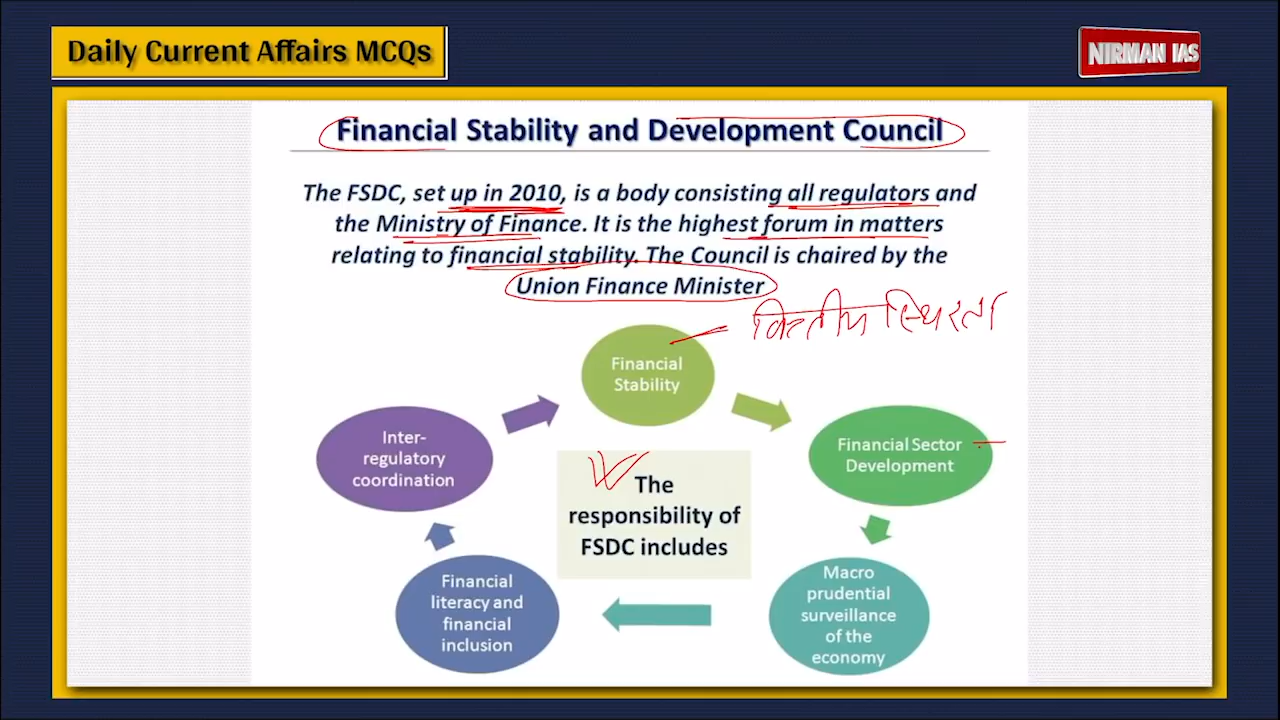 Daily Current Affairs MCQs
NIRMAN IAS
Financial Stability and Development Council
The FSDC, set up in 2010, is a body consisting all regulators and
the Ministry of Finance. It is the highest forum in matters
relating to financial stability. The Council is chaired by the
Union Finance Minister
वित्तीय स्थिरता
Financial
Stability
Financial Sector
Development
Macro
prudential
surveillance
of the
economy
Financial
literacy and
financial
inclusion
Inter-
regulatory
coordination
The
responsibility of
FSDC includes